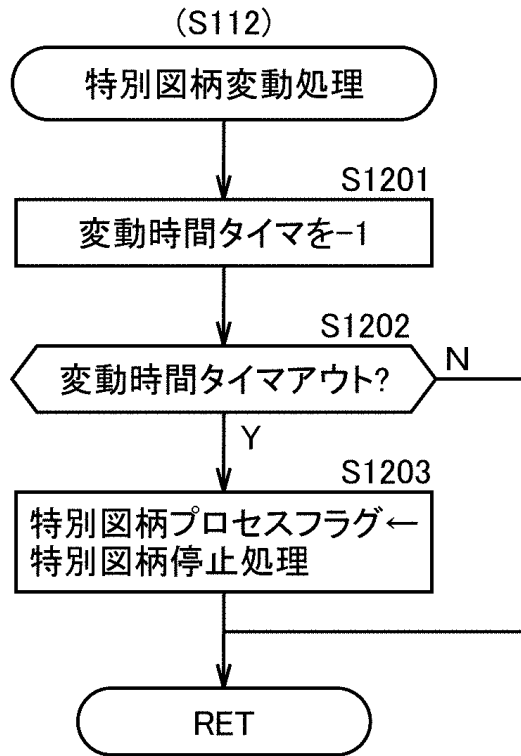 (S112)
特別図柄変動処理
S1201
変動時間タイマを-1
S1202
変動時間タイマアウト?
N
Y
S1203
特別図柄プロセスフラグ←
特別図柄停止処理
RET